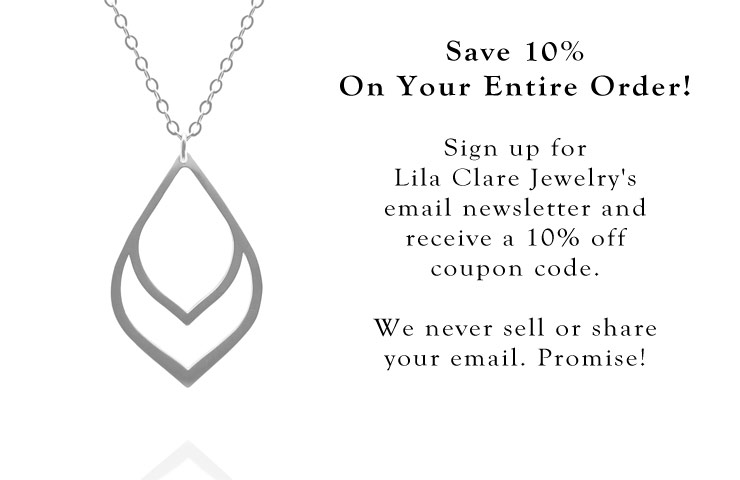 Save 10%
On Your Entire Order!
Sign up for
Lila Clare Jewelry's
email newsletter and
receive a 10% off
coupon code.
We never sell or share
your email. Promise!